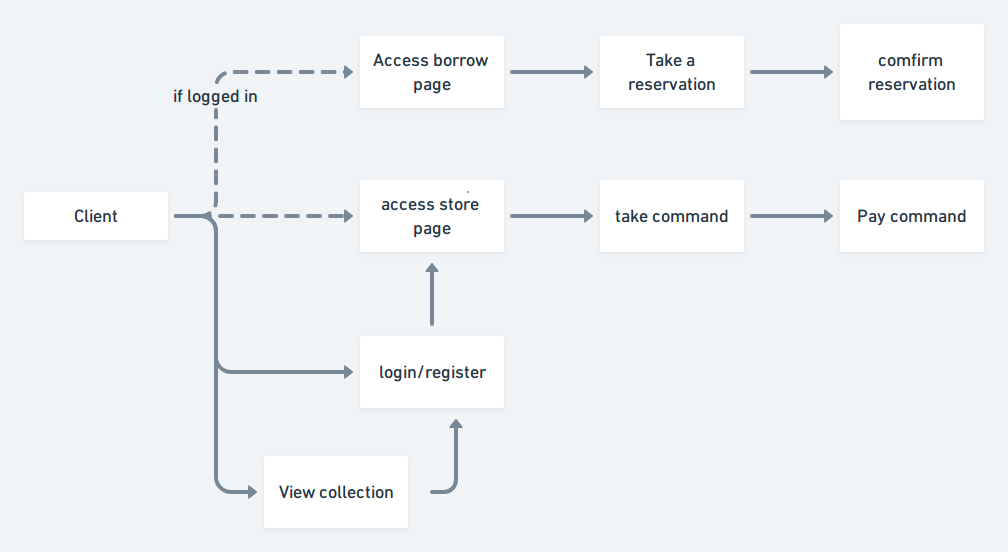 Access borrow
page
Take a
reservation
comfirm
reservation
if logged in
Client
access store
page
take command
Pay command
login/register
View collection